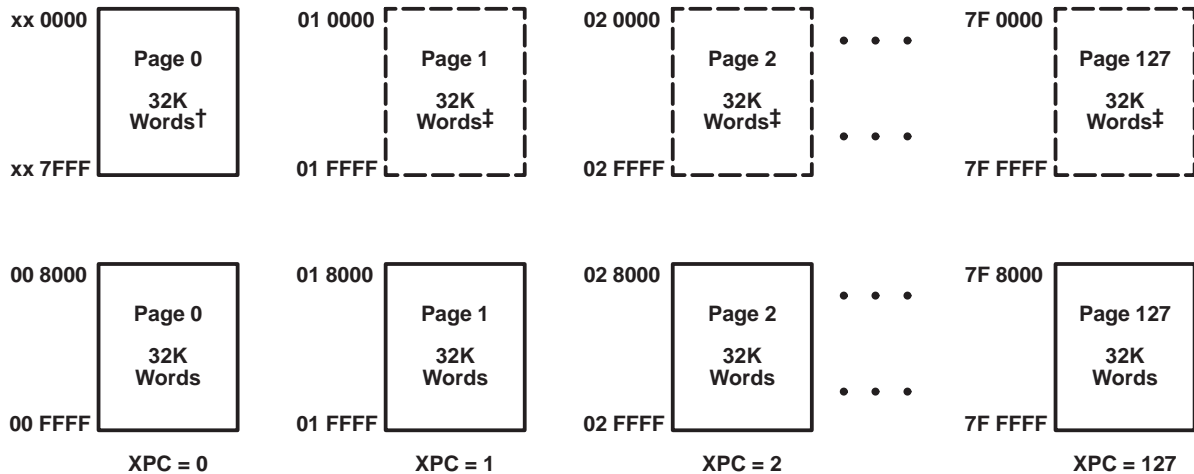 xx 0000
Page 0
32K
Words†
xx 7FFF
01 0000
Page 1
32K
Words‡
01 FFFF
02 0000
Page 2
32K
Words‡
02 FFFF
7F 0000
Page 127
32K
Words‡
7F FFFF
00 8000
Page 0
32K
Words
00 FFFF
XPC = 0
01 8000
Page 1
32K
Words
01 FFFF
XPC = 1
02 8000
Page 2
32K
Words
02 FFFF
XPC = 2
7F 8000
Page 127
32K
Words
7F FFFF
XPC = 127